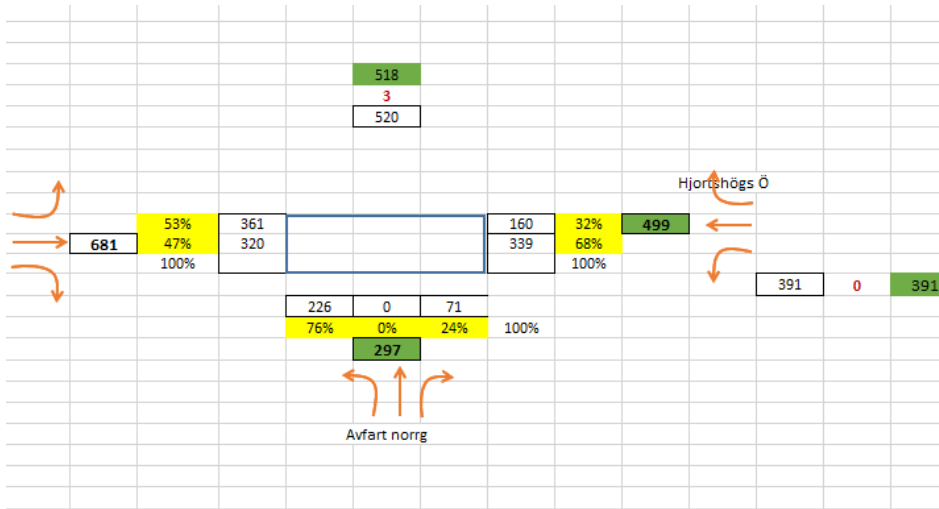 518
3
520
Hjortshögs Ö
53% 361 160 32% 499
681 47% 320 339 68%
100% 100%
391 0 391
226 0 71
76% 0% 24% 100%
297
Avfart norrg